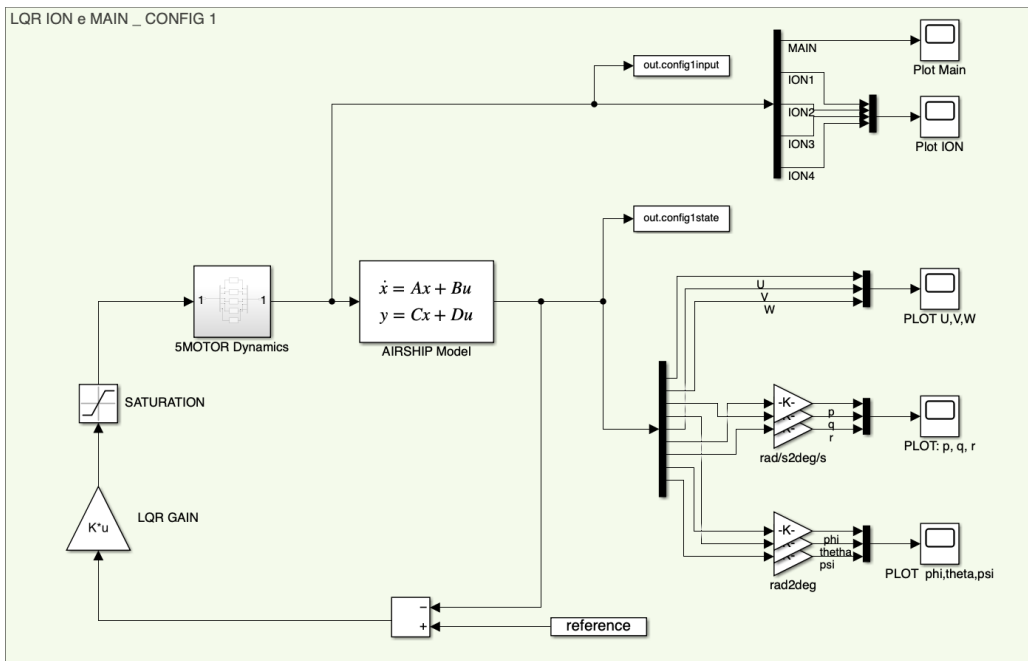 LQR ION e MAIN _ CONFIG 1
MAIN
Plot Main
out.config1input
ION1
ION2
ION3
ION4
Plot ION
out.config1state
1
1
5MOTOR Dynamics
ẋ = Ax + Bu
y = Cx + Du
AIRSHIP Model
U
V
W
PLOT U,V,W
SATURATION
-K-
p
q
r
rad/s2deg/s
PLOT: p, q, r
K*u
LQR GAIN
-K-
phi
thetha
psi
rad2deg
PLOT phi,theta,psi
−
+
reference